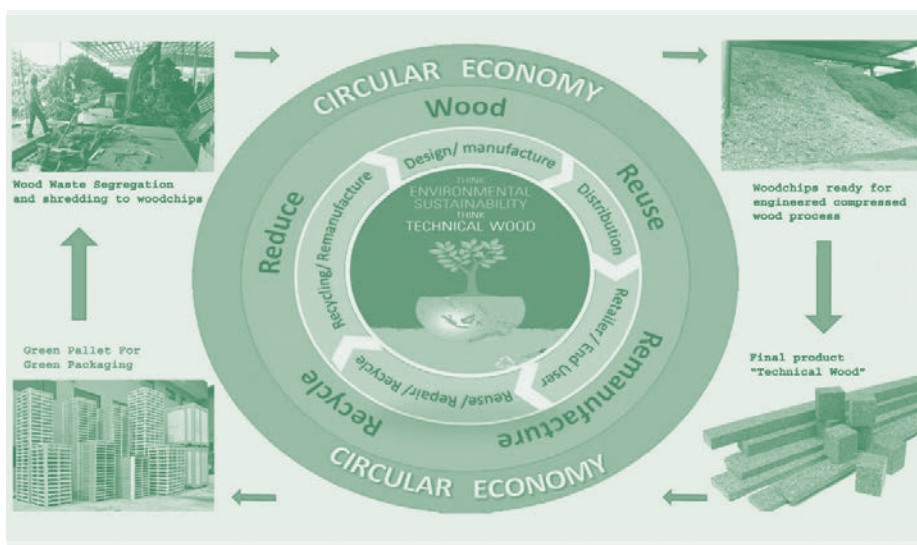 CIRCULAR ECONOMY
Wood
Reuse
Remanufacture
Recycle
Reduce
Design/ manufacture
Distribution
Retailer/ End User
Reuse/ Repair/ Recycle
Recycling/ Remanufacture
THINK
ENVIRONMENTAL
SUSTAINABILITY
THINK
TECHNICAL WOOD
CIRCULAR ECONOMY
Wood Waste Segregation
and shredding to woodchips
Woodchips ready for
engineered compressed
wood process
Green Pallet For
Green Packaging
Final product
"Technical Wood"